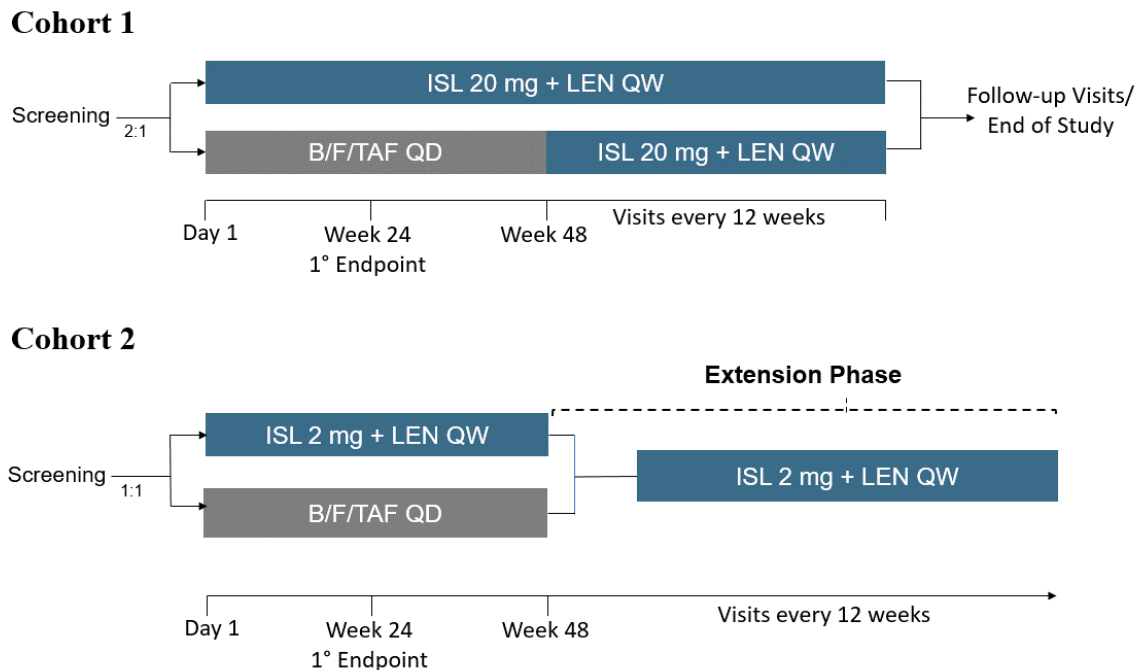 Cohort 1
ISL 20 mg + LEN QW
Screening
2:1
Follow-up Visits/
End of Study
B/F/TAF QD
ISL 20 mg + LEN QW
Day 1
Week 24
1° Endpoint
Week 48
Visits every 12 weeks
Cohort 2
Extension Phase
ISL 2 mg + LEN QW
Screening
1:1
ISL 2 mg + LEN QW
B/F/TAF QD
Day 1
Week 24
1° Endpoint
Week 48
Visits every 12 weeks